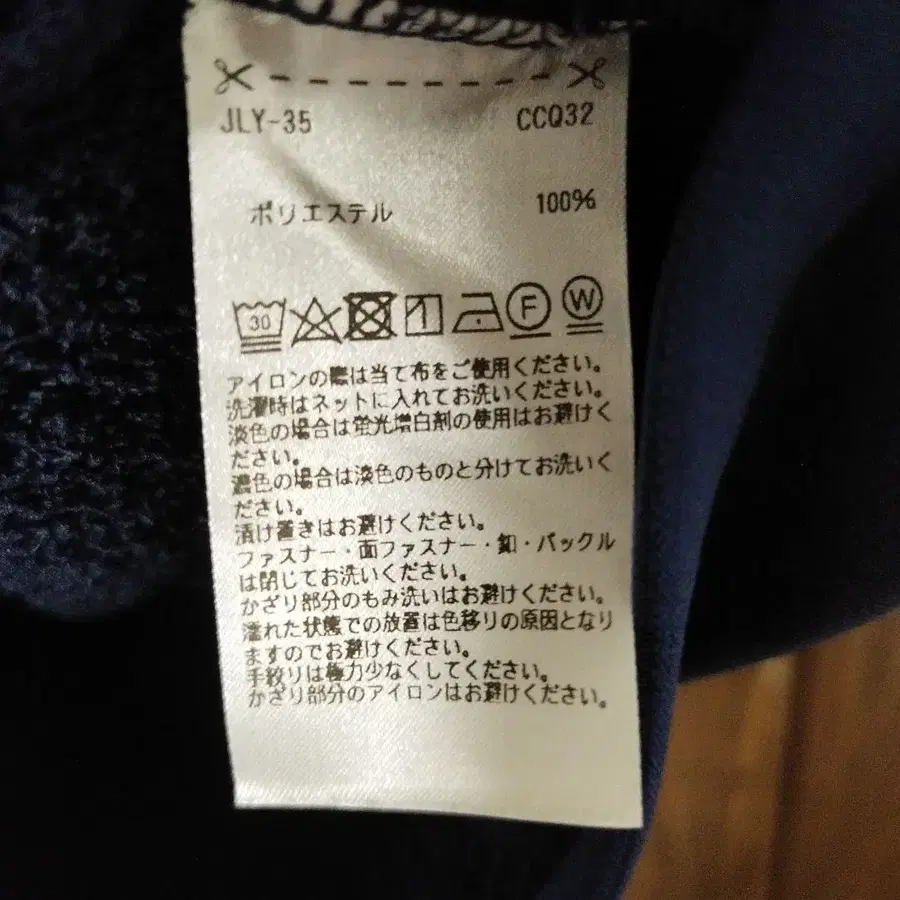 JLY-35 CCQ32
ポリエステル 100%
30 F W
アイロンの際は当て布をご使用ください。
洗濯時はネットに入れてお洗いください。
淡色の場合は蛍光増白剤の使用はお避けく
ださい。
濃色の場合は淡色のものと分けてお洗いく
ださい。
漬け置きはお避けください。
ファスナー・面ファスナー・釦・バックル
は閉じてお洗いください。
かざり部分のもみ洗いはお避けください。
濡れた状態での放置は色移りの原因となり
ますのでお避けください。
手絞りは極力少なくしてください。
かざり部分のアイロンはお避けください。